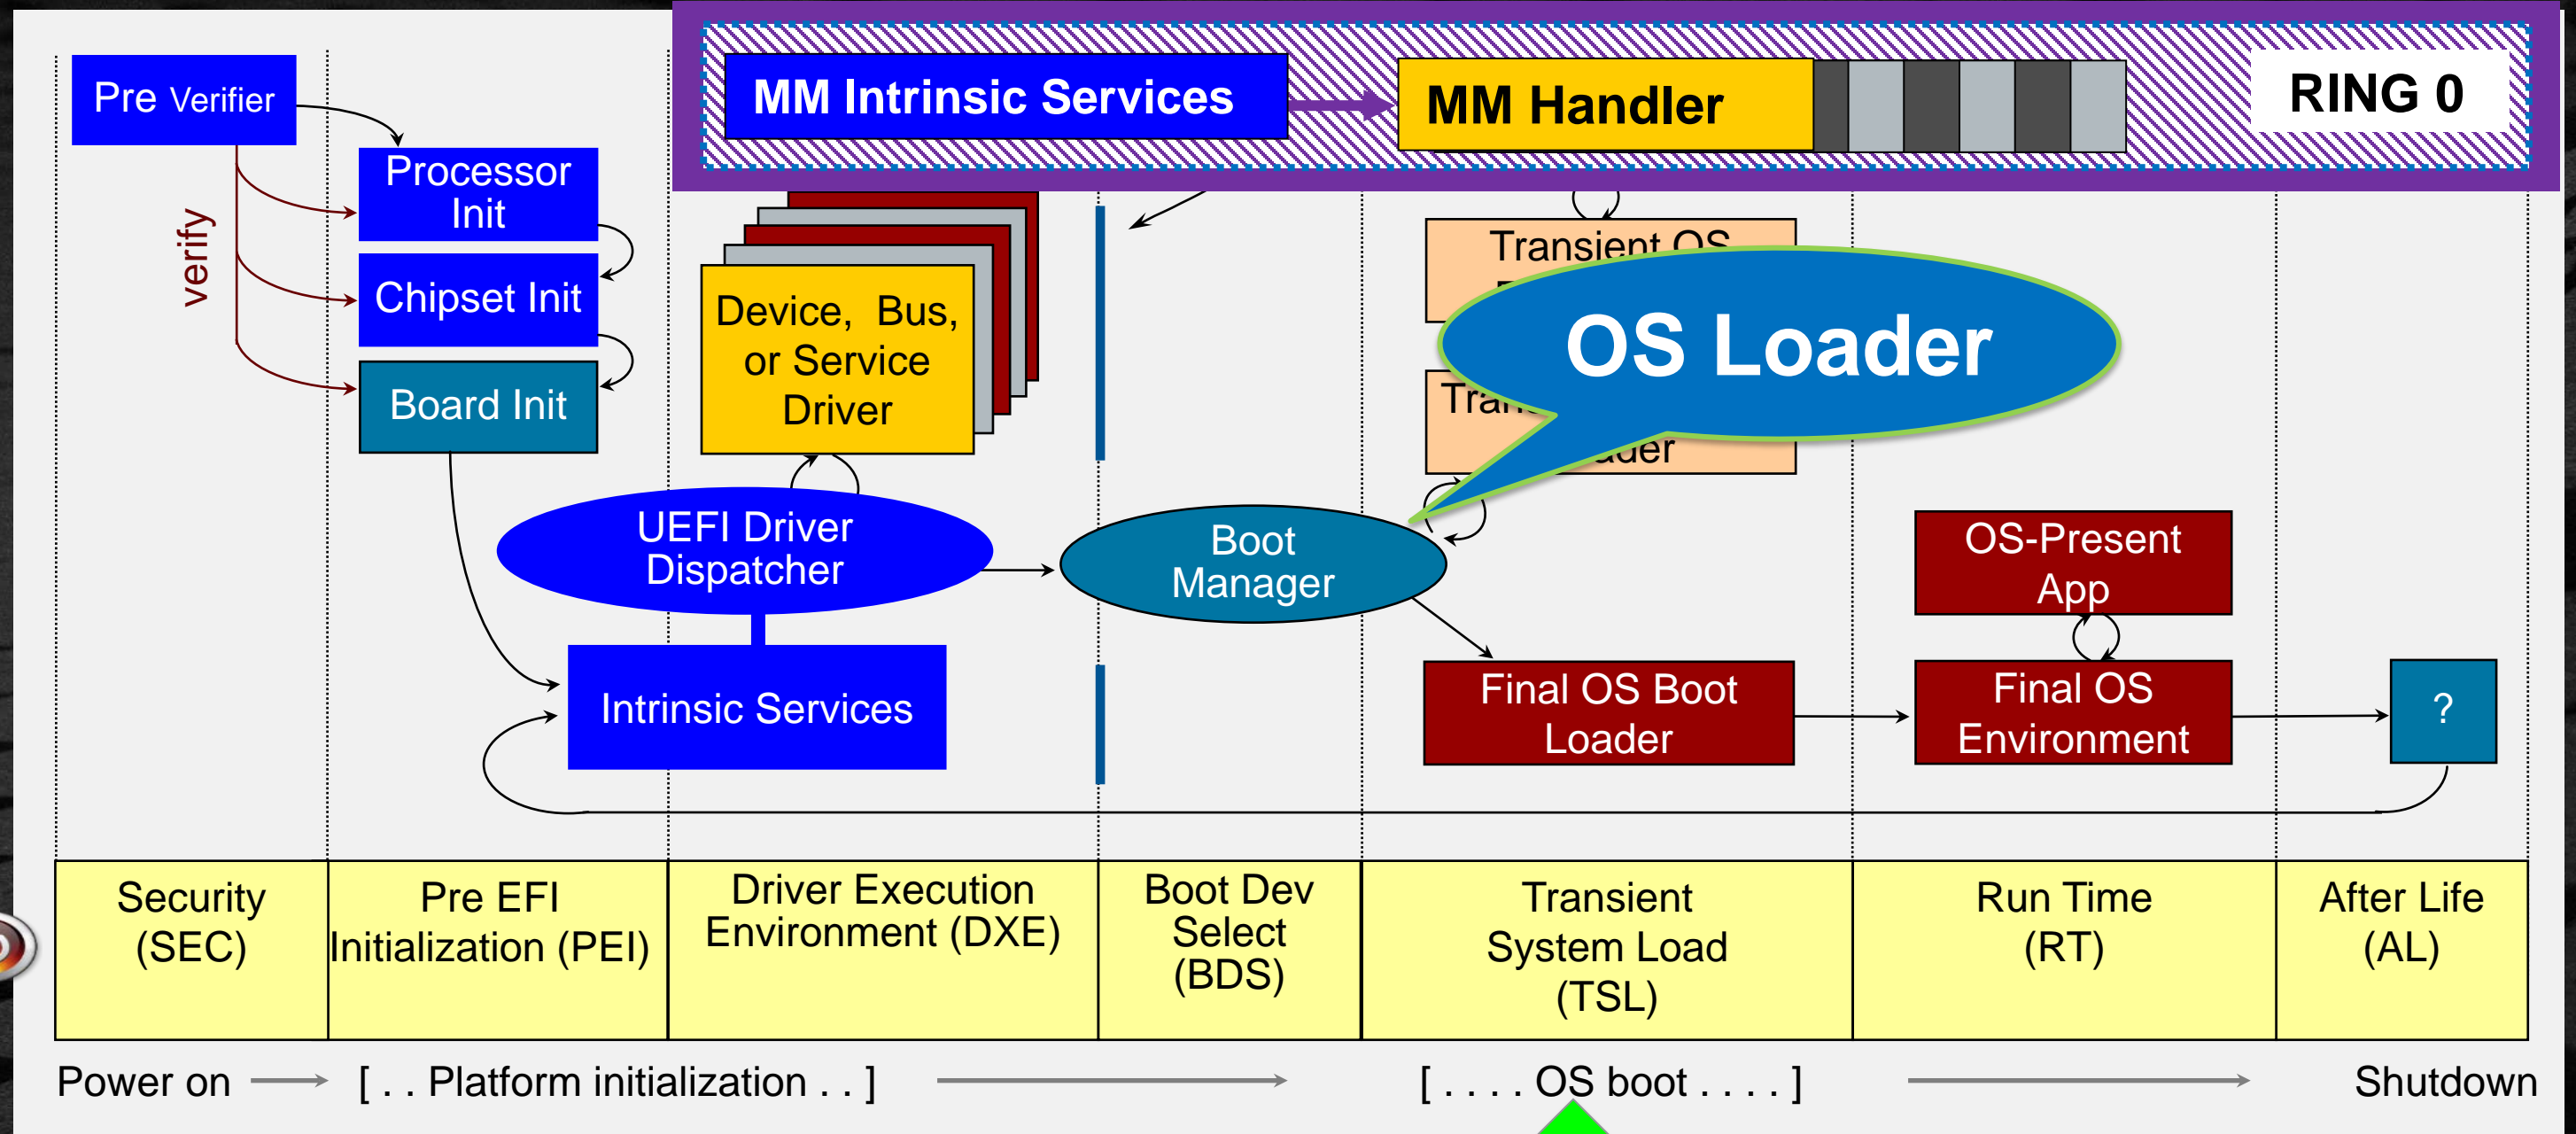 Pre Verifier
MM Intrinsic Services
MM Handler
RING 0
verify
Processor
Init
Chipset Init
Board Init
Device, Bus,
or Service
Driver
Transient OS
OS Loader
UEFI Driver
Dispatcher
Boot
Manager
Intrinsic Services
Final OS Boot
Loader
OS-Present
App
Final OS
Environment
?
Security
(SEC)
Pre EFI
Initialization (PEI)
Driver Execution
Environment (DXE)
Boot Dev
Select
(BDS)
Transient
System Load
(TSL)
Run Time
(RT)
After Life
(AL)
Power on
[ . . Platform initialization . . ]
[ . . . . OS boot . . . . ]
Shutdown